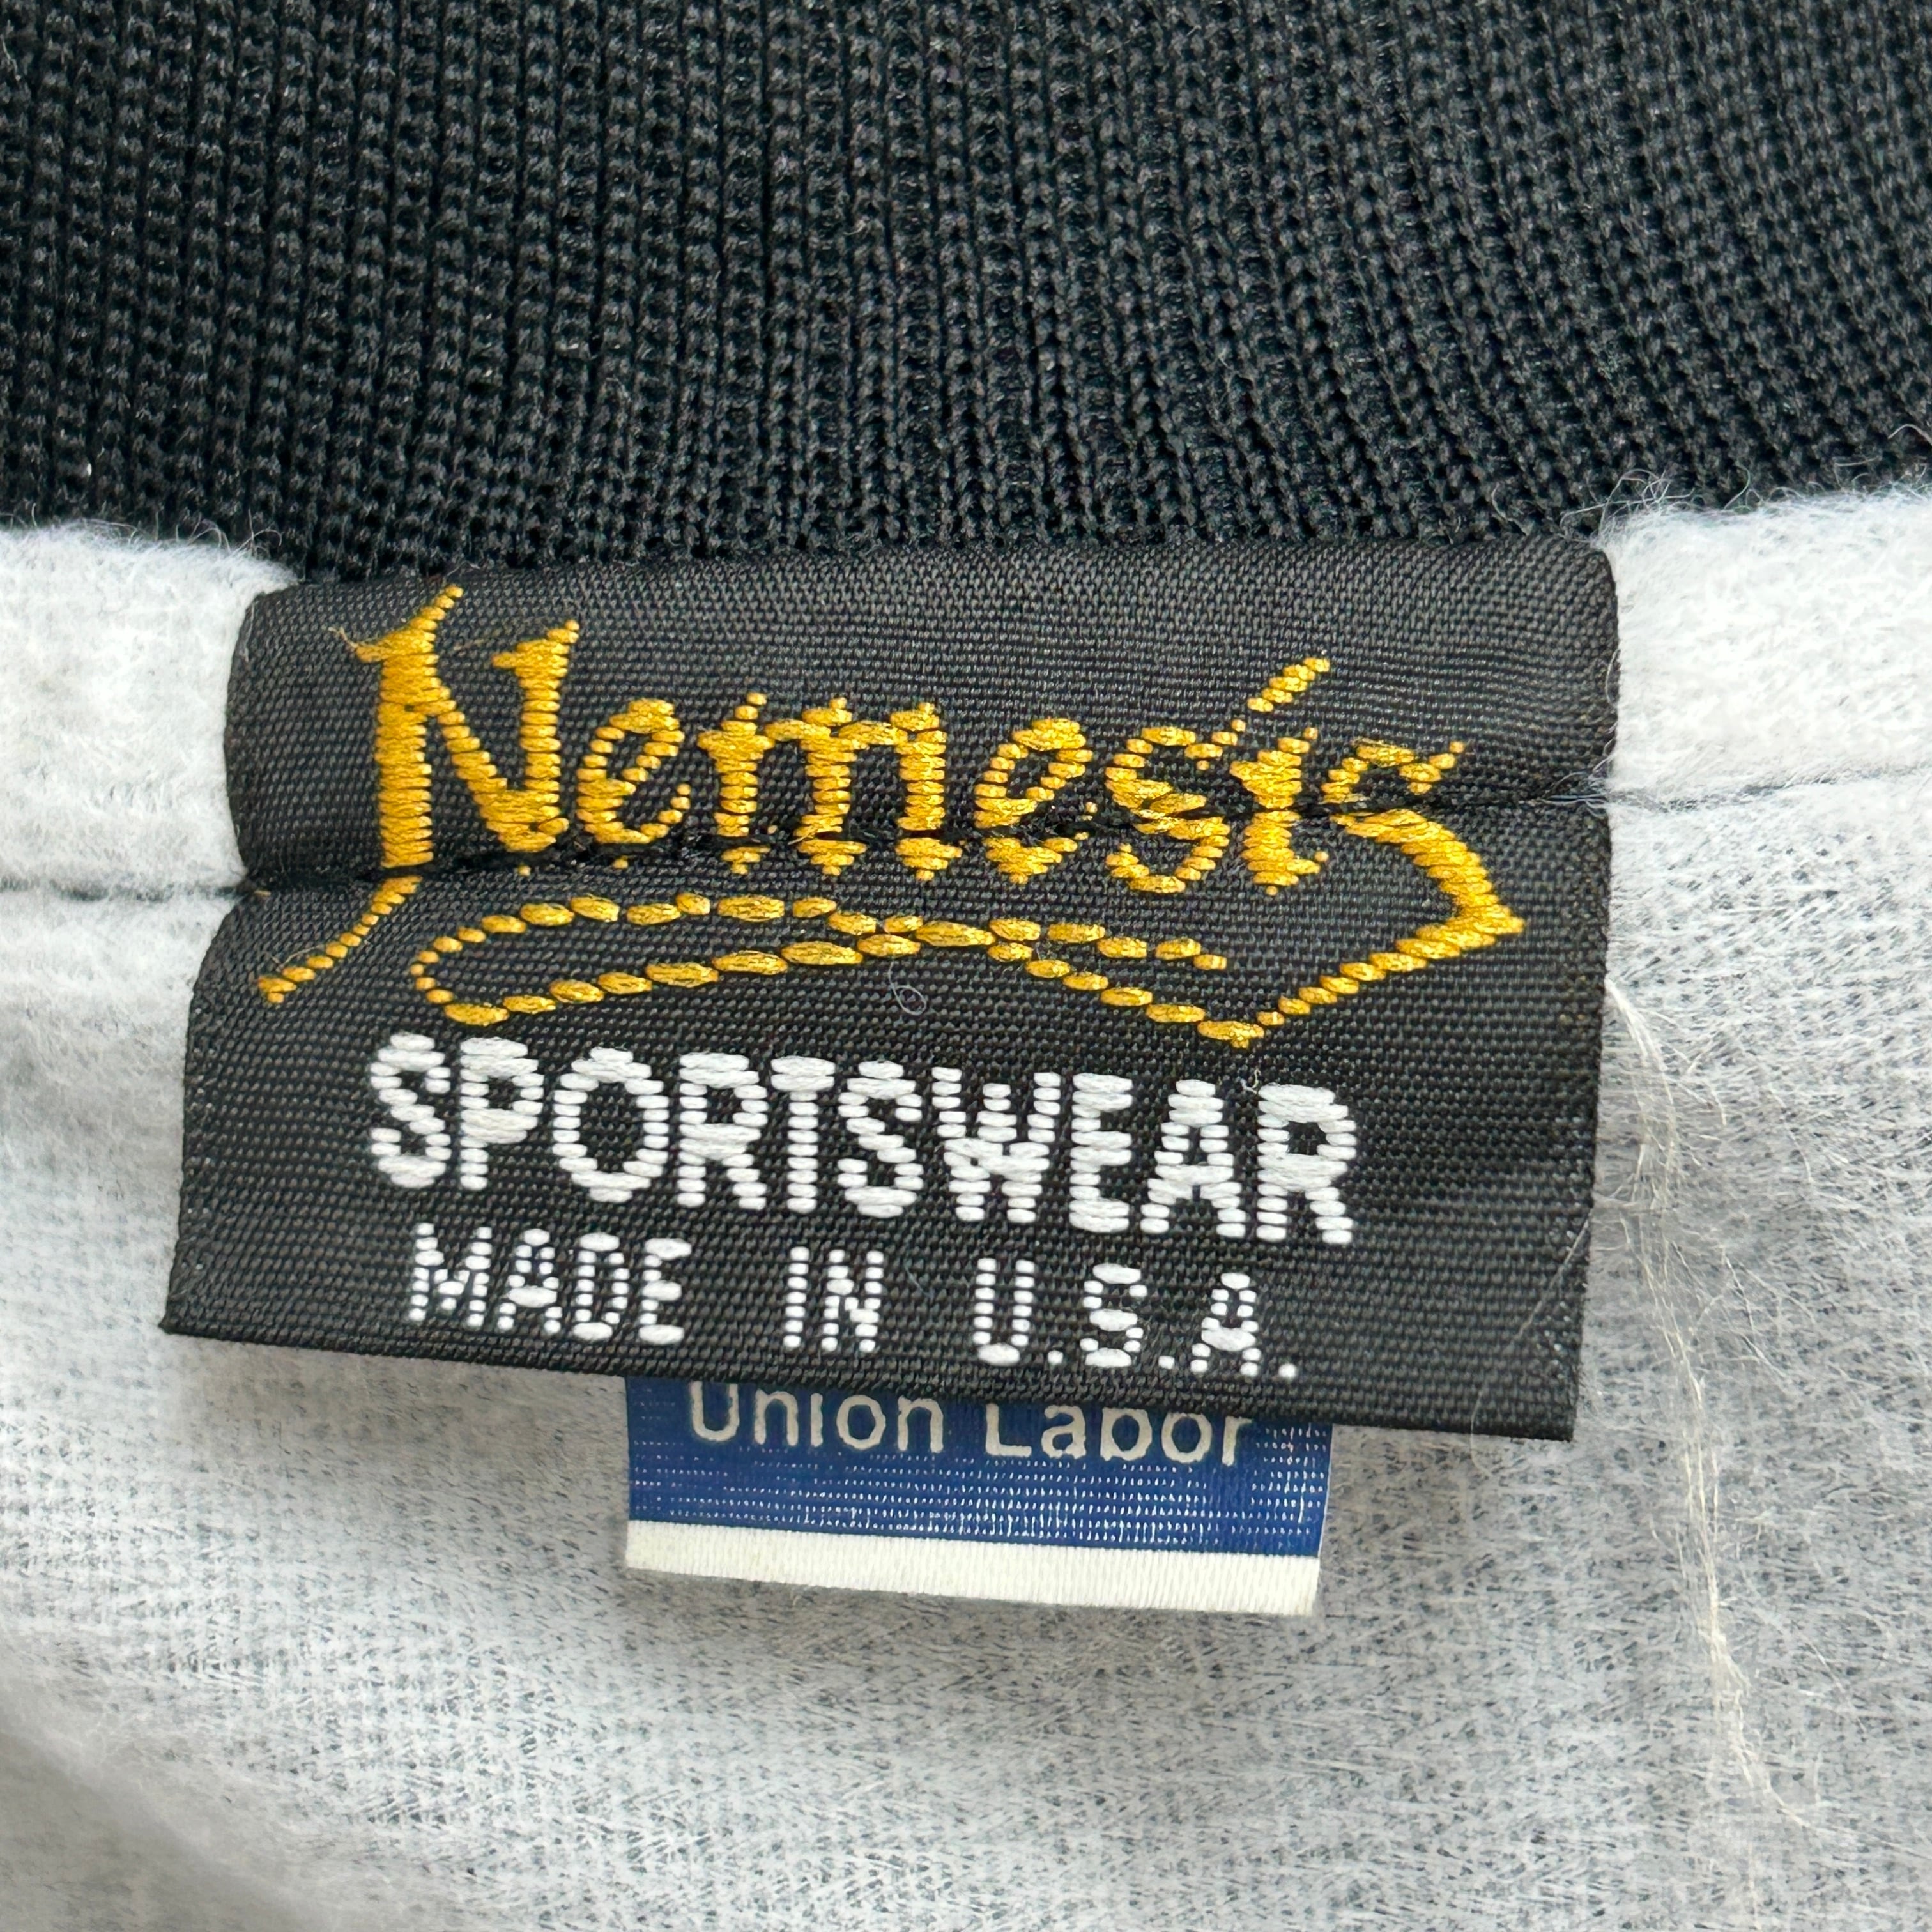 Nemesis
SPORTSWEAR
MADE IN U.S.A.
Union Labor